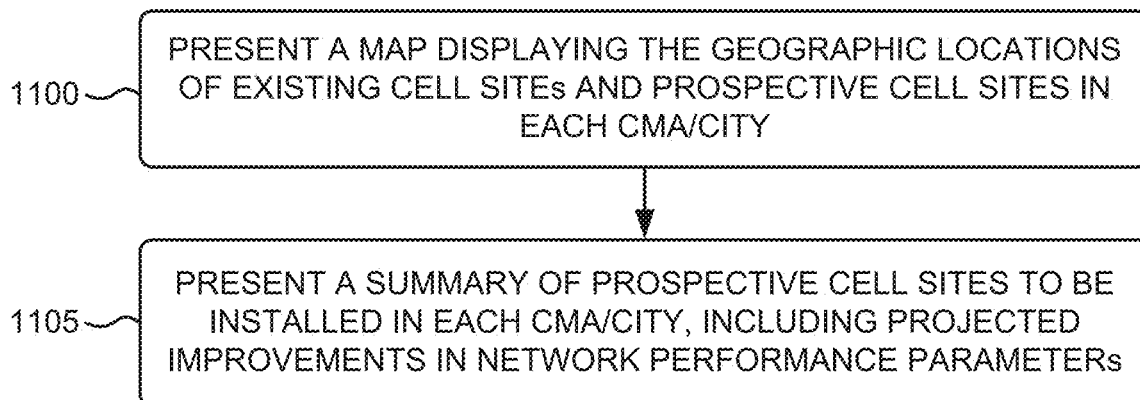 PRESENT A MAP DISPLAYING THE GEOGRAPHIC LOCATIONS
1100
OF EXISTING CELL SITEs AND PROSPECTIVE CELL SITES IN
EACH CMA/CITY
PRESENT A SUMMARY OF PROSPECTIVE CELL SITES TO BE
1105
INSTALLED IN EACH CMA/CITY, INCLUDING PROJECTED
IMPROVEMENTS IN NETWORK PERFORMANCE PARAMETERs